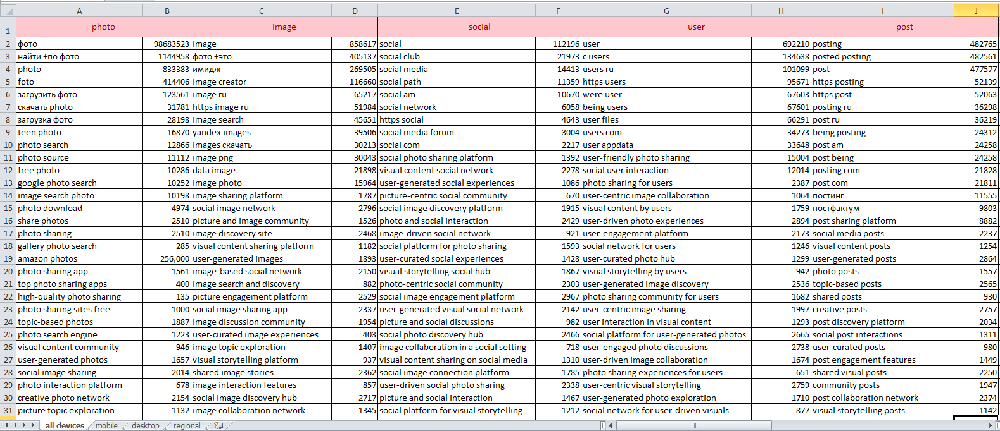 A B C D E F G H I J
1 photo image social user post
2 фото 98683523 image 858617 social 112196 user 692210 posting 482765
3 найти +по фото 1144958 фото +это 405137 social club 21973 c users 134638 posted posting 482561
4 photo 833383 имидж 269505 social media 14413 users ru 101099 post 477577
5 foto 414406 image creator 116660 social path 11359 https users 95671 https posting 52139
6 загрузить фото 123561 image ru 65217 social am 10670 were user 67603 https post 52063
7 скачать photo 31781 https image ru 51984 social network 6058 being users 67601 posting ru 36298
8 загрузка фото 28198 image search 45651 https social 4643 user files 66291 post ru 36219
9 teen photo 16870 yandex images 39506 social media forum 3004 users com 34273 being posting 24312
10 photo search 12866 images скачать 30213 social com 2217 user appdata 33648 post am 24258
11 photo source 11112 image png 30043 social photo sharing platform 1392 user-friendly photo sharing 15004 post being 24258
12 free photo 10286 data image 21898 visual content social network 2278 social user interaction 12014 posting com 21828
13 google photo search 10252 image photo 15964 user-generated social experiences 1086 photo sharing for users 2387 post com 21811
14 image search photo 10198 image sharing platform 1787 picture-centric social community 670 user-centric image collaboration 1064 постинг 11555
15 photo download 4974 social image network 2796 social image discovery platform 1915 visual content by users 1759 постфактум 9803
16 share photos 2510 picture and image community 1526 photo and social interaction 2429 user-driven photo experiences 2894 post sharing platform 8882
17 photo sharing 2510 image discovery site 2468 image-driven social network 921 user-engagement platform 2173 social media posts 2237
18 gallery photo search 285 visual content sharing platform 1182 social platform for photo sharing 1593 social network for users 1246 visual content posts 1254
19 amazon photos 256,000 user-generated images 1893 user-curated social experiences 1428 user-curated photo hub 1299 user-generated posts 2864
20 photo sharing app 1561 image-based social network 2150 visual storytelling social hub 1867 visual storytelling by users 942 photo posts 1557
21 top photo sharing apps 400 image search and discovery 882 photo-centric social community 2303 user-generated image discovery 2536 topic-based posts 2565
22 high-quality photo sharing 135 picture engagement platform 2529 social image engagement platform 2967 photo sharing community for users 1682 shared posts 930
23 photo sharing sites free 1000 social image sharing app 2337 user-generated visual social network 2142 user-centric image sharing 1997 creative posts 2757
24 topic-based photos 1887 image discussion community 1954 picture and social discussions 982 user interaction in visual content 1293 post discovery platform 2034
25 photo search engine 1223 user-curated image experiences 403 social photo discovery hub 2466 social platform for user-generated photos 2665 social post interactions 1311
26 visual content community 946 image topic exploration 1407 image collaboration in a social setting 718 user-engaged photo discussions 2738 user-curated posts 980
27 user-generated photos 1657 visual storytelling platform 937 visual content sharing on social media 1310 user-driven image collaboration 1674 post engagement features 1449
28 social image sharing 2014 shared image stories 2362 social image connection platform 1785 photo sharing experiences for users 651 shared visual posts 2250
29 photo interaction platform 678 image interaction features 857 user-driven social photo sharing 2338 user-centric visual storytelling 2759 community posts 1947
30 creative photo network 2154 social image discovery hub 2717 picture and social interaction 1467 user-generated photo exploration 1710 post collaboration network 2374
31 picture topic exploration 1132 image collaboration network 1345 social platform for visual storytelling 1212 social network for user-driven visuals 877 visual storytelling posts 1142
all devices mobile desktop regional